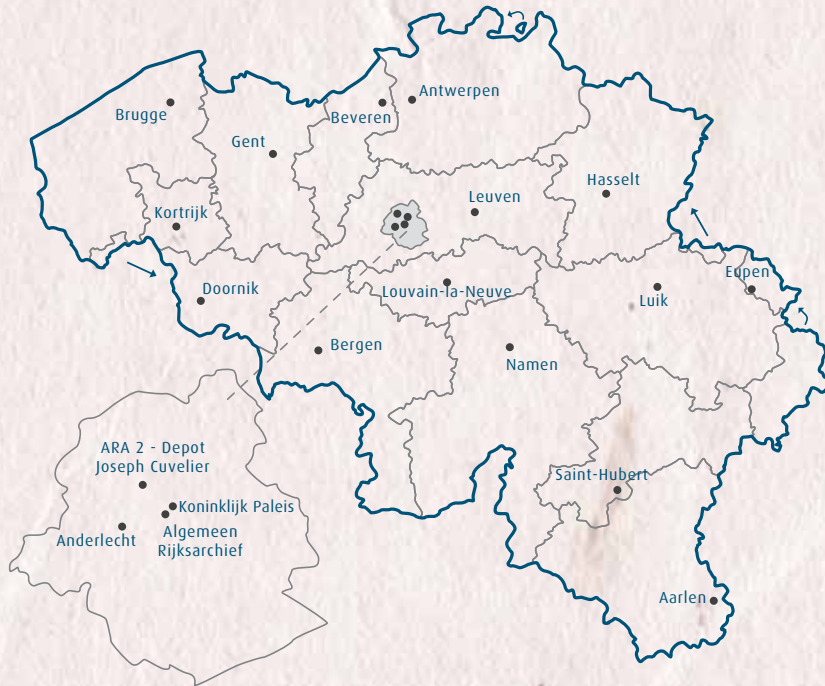 Antwerpen
Brugge
Beveren
Gent
Hasselt
Leuven
Kortrijk
Eupen
Doornik
Louvain-la-Neuve
Luik
Bergen
Namen
ARA 2 - Depot
Joseph Cuvelier
Saint-Hubert
Koninklijk Paleis
Anderlecht
Algemeen
Rijksarchief
Aarlen